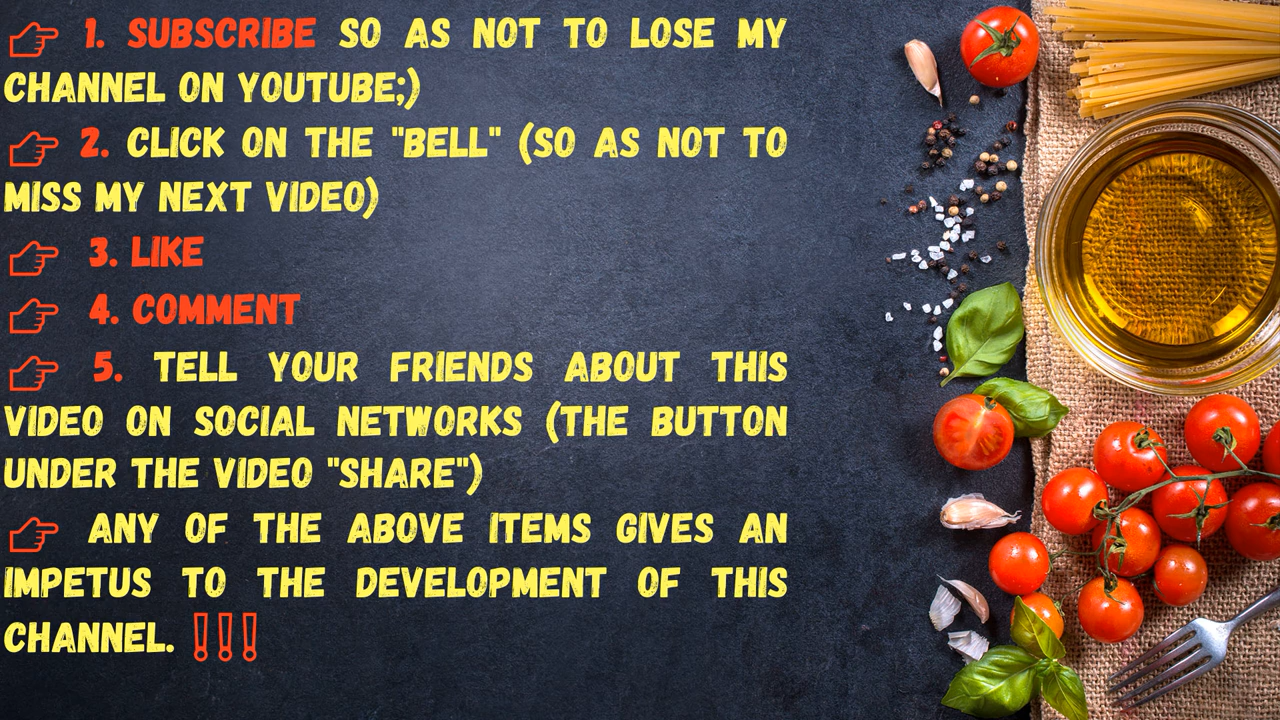 👉 1. SUBSCRIBE SO AS NOT TO LOSE MY
CHANNEL ON YOUTUBE;)
👉 2. CLICK ON THE "BELL" (SO AS NOT TO
MISS MY NEXT VIDEO)
👉 3. LIKE
👉 4. COMMENT
👉 5. TELL YOUR FRIENDS ABOUT THIS
VIDEO ON SOCIAL NETWORKS (THE BUTTON
UNDER THE VIDEO "SHARE")
👉 ANY OF THE ABOVE ITEMS GIVES AN
IMPETUS TO THE DEVELOPMENT OF THIS
CHANNEL. ❗❗❗